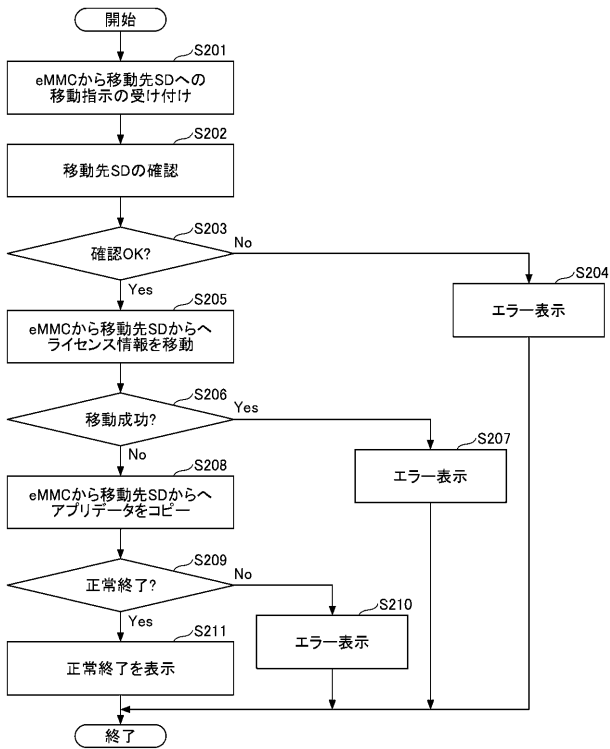 開始
S201
eMMCから移動先SDへの
移動指示の受け付け
S202
移動先SDの確認
S203
確認OK?
No
Yes
S204
エラー表示
S205
eMMCから移動先SDからへ
ライセンス情報を移動
S206
移動成功?
Yes
No
S207
エラー表示
S208
eMMCから移動先SDからへ
アプリデータをコピー
S209
正常終了?
No
Yes
S210
エラー表示
S211
正常終了を表示
終了